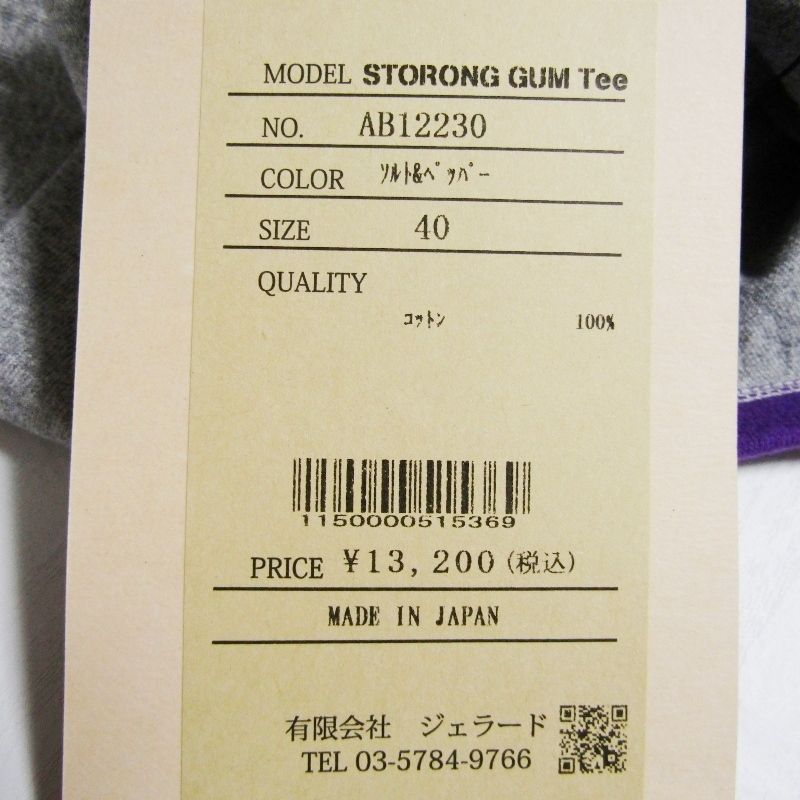 MODEL STORONG GUM Tee
NO. AB12230
COLOR ｿﾙﾄ&ﾍﾟｯﾊﾟｰ
SIZE 40
QUALITY
コットン 100%
1150000515369
PRICE ¥13,200(税込)
MADE IN JAPAN
有限会社 ジェラード
TEL 03-5784-9766